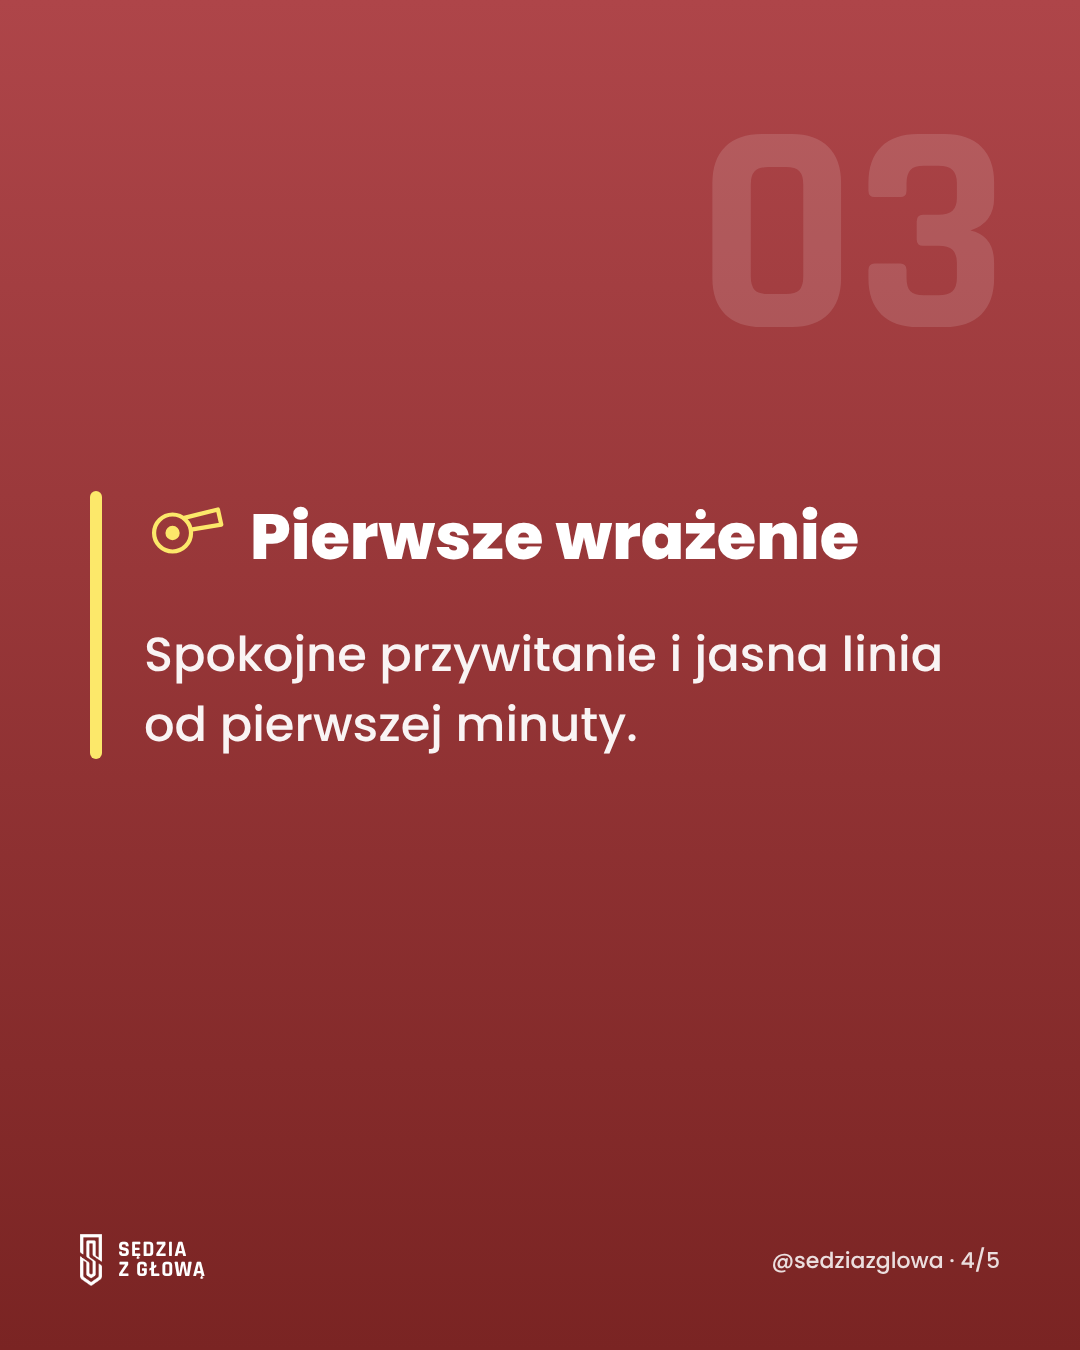 03
Pierwsze wrażenie
Spokojne przywitanie i jasna linia
od pierwszej minuty.
SĘDZIA
Z GŁOWĄ
@sedziazglowa · 4/5